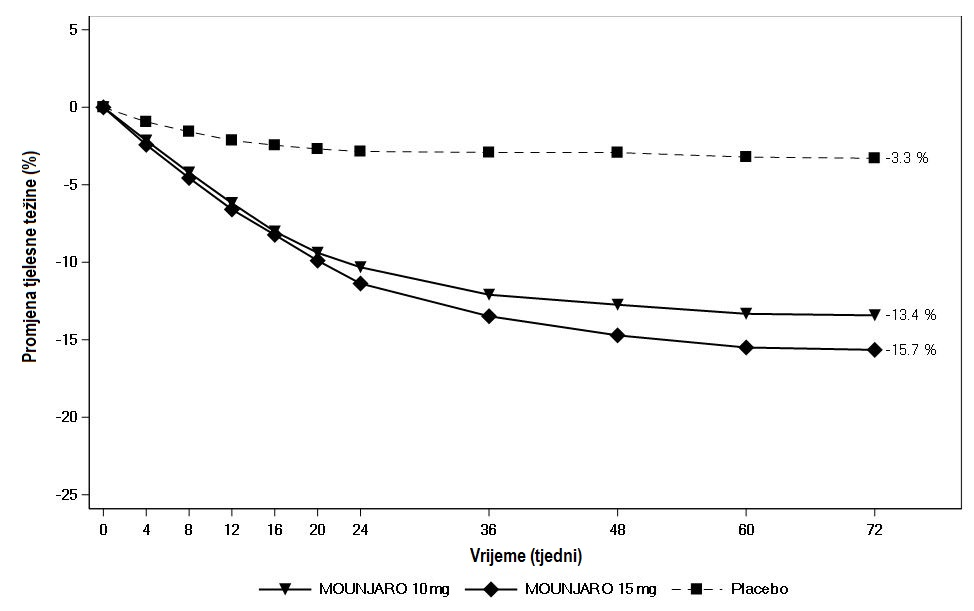 5
0
-5
-10
-15
-20
-25
Promjena tjelesne težine (%)
-3.3 %
-13.4 %
-15.7 %
0 4 8 12 16 20 24 36 48 60 72
Vrijeme (tjedni)
MOUNJARO 10 mg MOUNJARO 15 mg Placebo